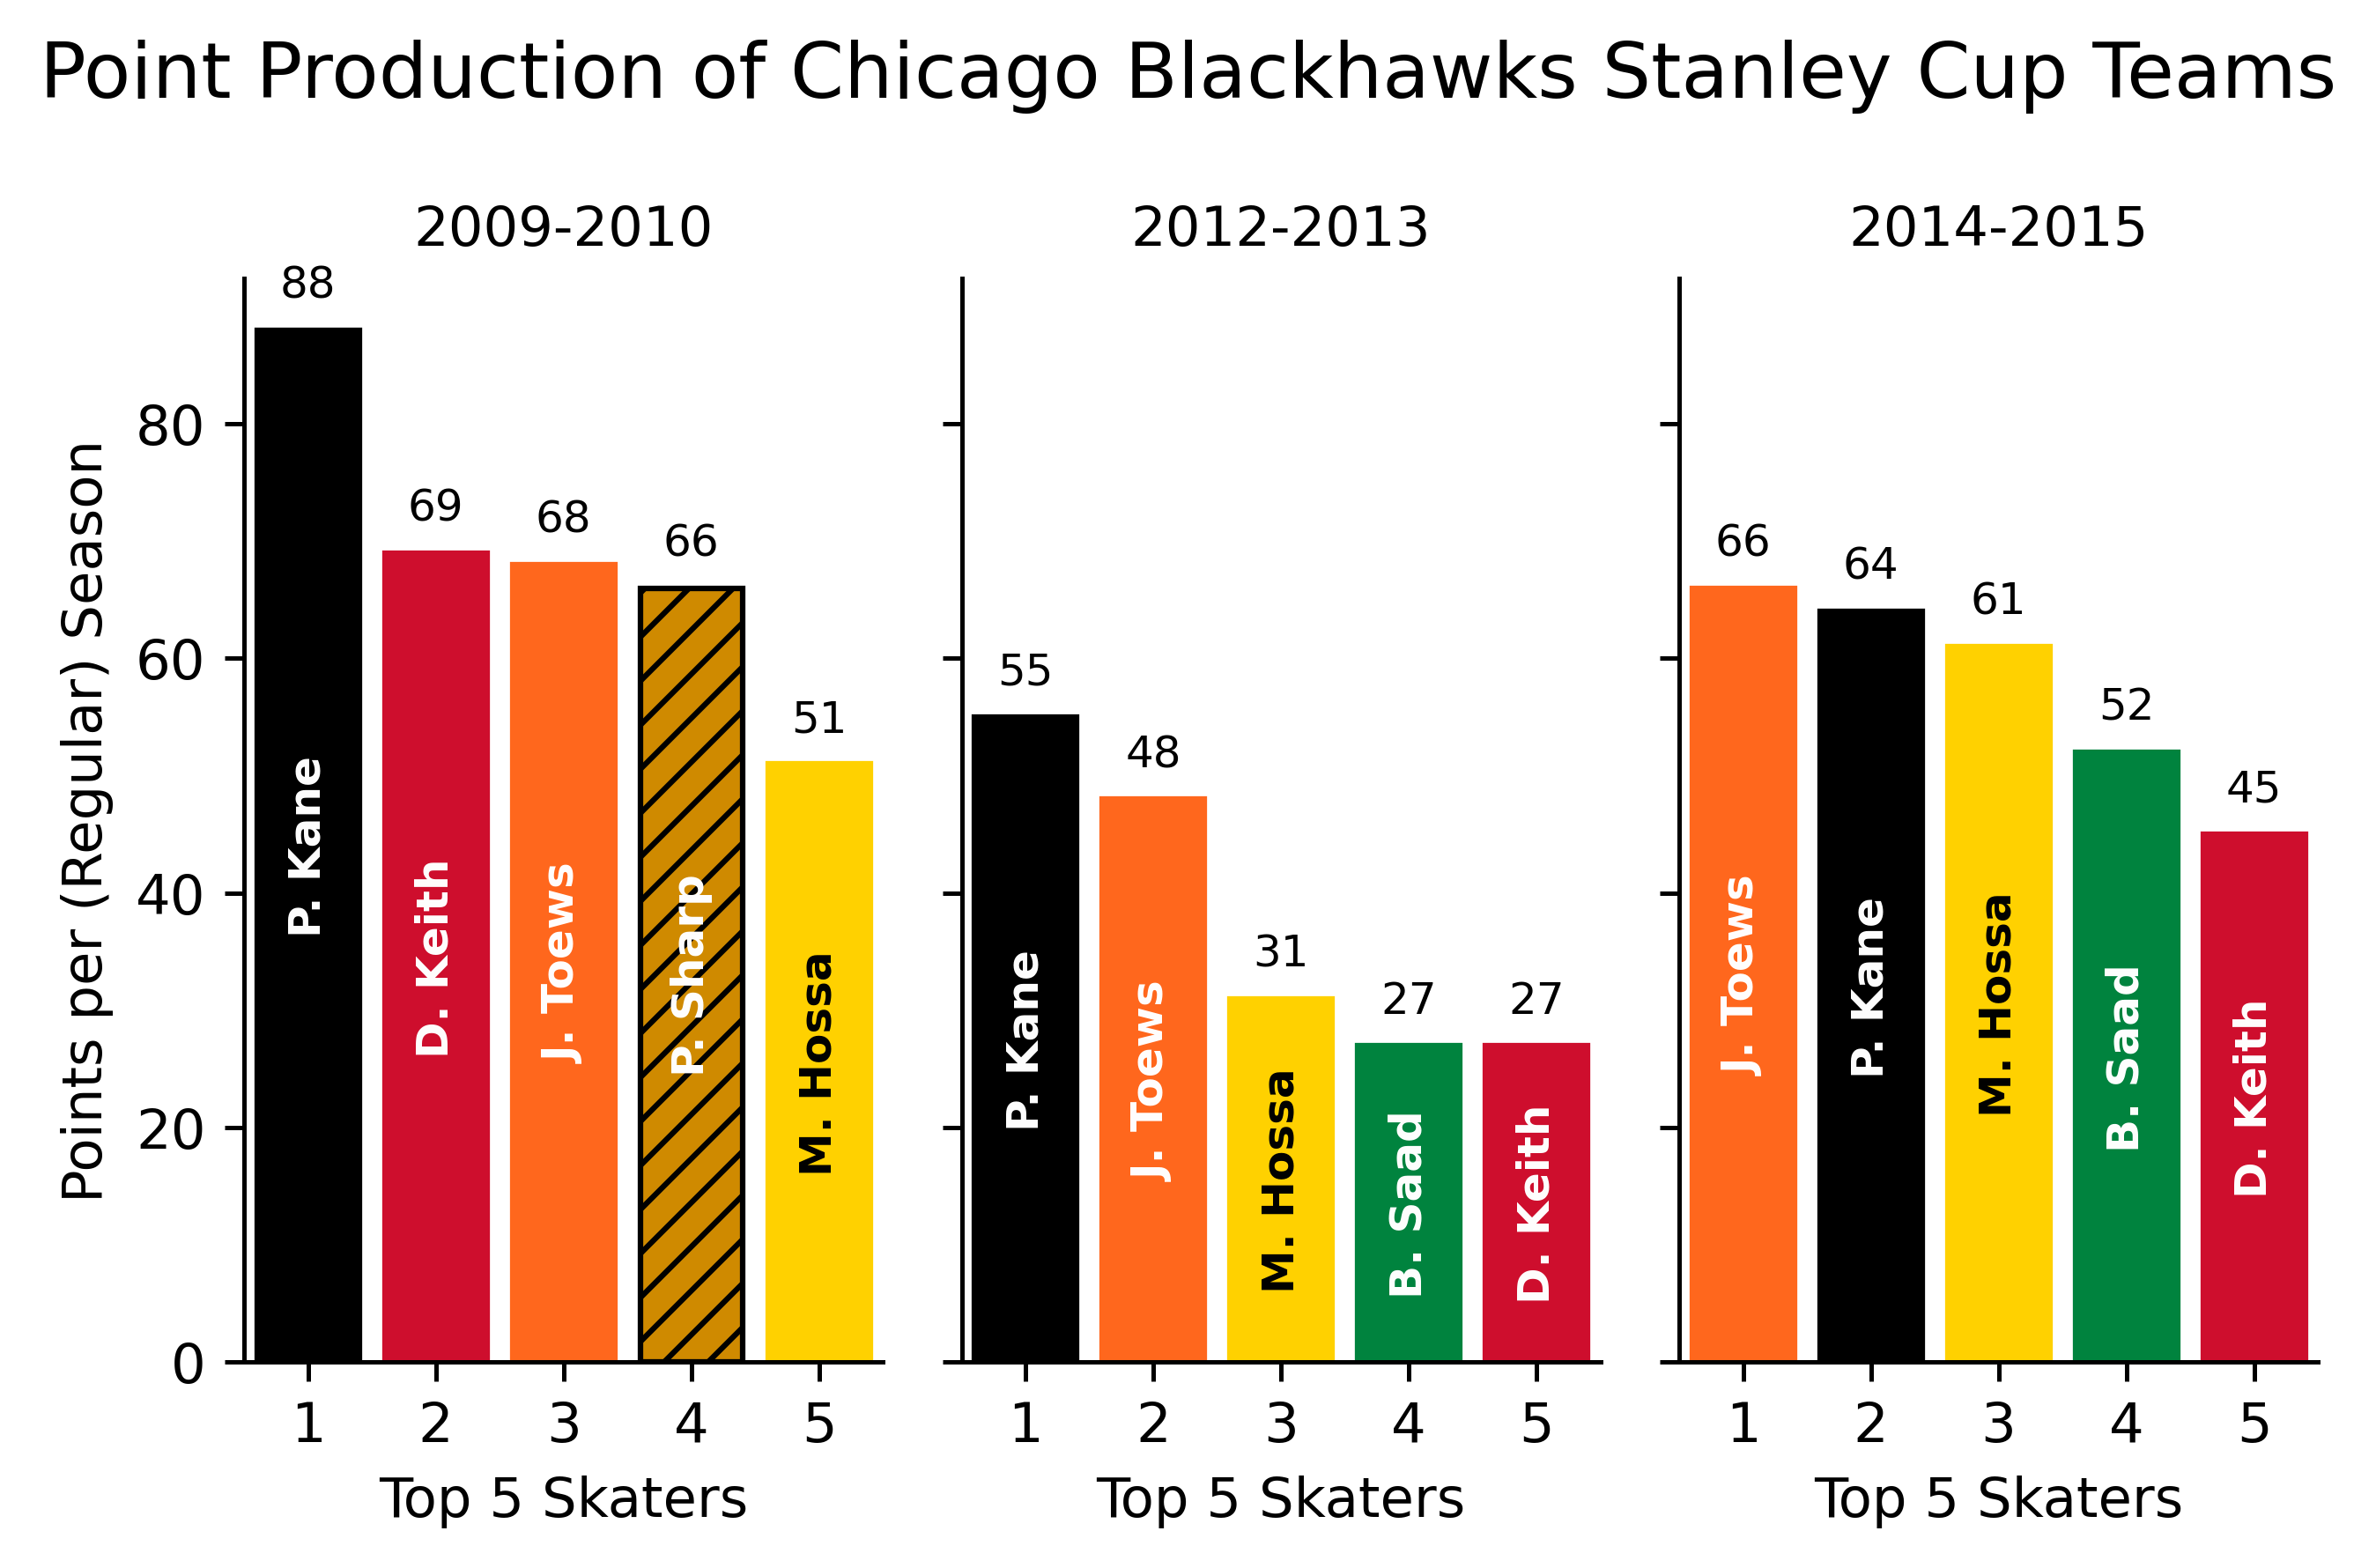 Point Production of Chicago Blackhawks Stanley Cup Teams
Points per (Regular) Season
2009-2010
88
69
68
66
51
P. Kane
D. Keith
J. Toews
P. Sharp
M. Hossa
80
60
40
20
0
1 2 3 4 5
Top 5 Skaters
2012-2013
55
48
31
27
27
P. Kane
J. Toews
M. Hossa
B. Saad
D. Keith
1 2 3 4 5
Top 5 Skaters
2014-2015
66
64
61
52
45
J. Toews
P. Kane
M. Hossa
B. Saad
D. Keith
1 2 3 4 5
Top 5 Skaters